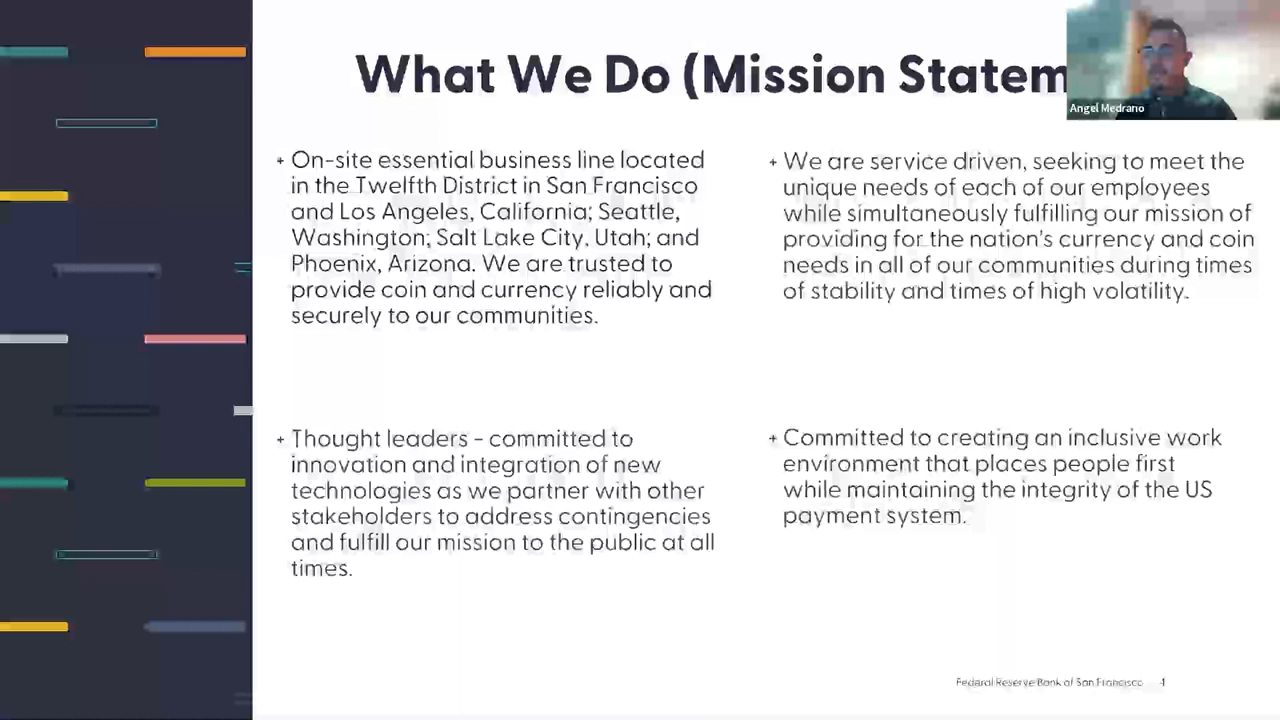 What We Do (Mission Statem
Angel Medrano
+ On-site essential business line located
in the Twelfth District in San Francisco
and Los Angeles, California; Seattle,
Washington; Salt Lake City, Utah; and
Phoenix, Arizona. We are trusted to
provide coin and currency reliably and
securely to our communities.
+ We are service driven, seeking to meet the
unique needs of each of our employees
while simultaneously fulfilling our mission of
providing for the nation's currency and coin
needs in all of our communities during times
of stability and times of high volatility.
+ Thought leaders - committed to
innovation and integration of new
technologies as we partner with other
stakeholders to address contingencies
and fulfill our mission to the public at all
times.
+ Committed to creating an inclusive work
environment that places people first
while maintaining the integrity of the US
payment system.
Federal Reserve Bank of San Francisco 4